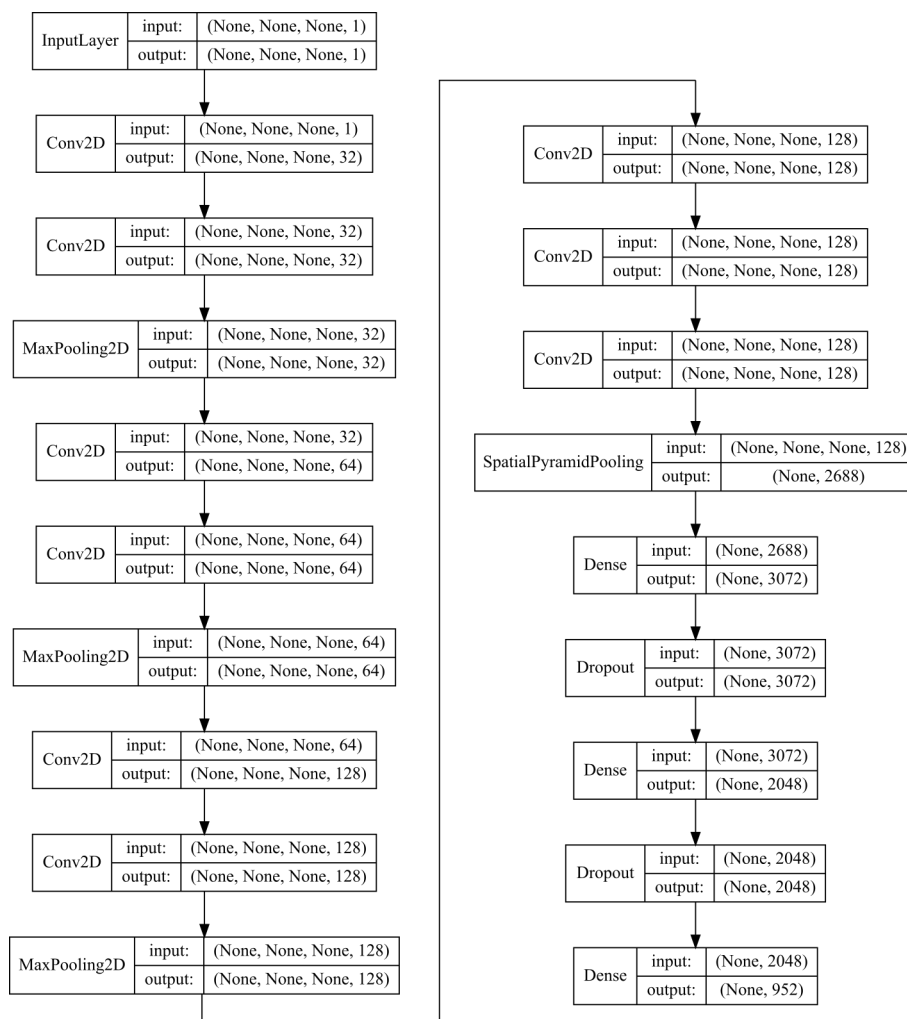 InputLayer
input: (None, None, None, 1)
output: (None, None, None, 1)
Conv2D
input: (None, None, None, 1)
output: (None, None, None, 32)
Conv2D
input: (None, None, None, 32)
output: (None, None, None, 32)
MaxPooling2D
input: (None, None, None, 32)
output: (None, None, None, 32)
Conv2D
input: (None, None, None, 32)
output: (None, None, None, 64)
Conv2D
input: (None, None, None, 64)
output: (None, None, None, 64)
MaxPooling2D
input: (None, None, None, 64)
output: (None, None, None, 64)
Conv2D
input: (None, None, None, 64)
output: (None, None, None, 128)
Conv2D
input: (None, None, None, 128)
output: (None, None, None, 128)
MaxPooling2D
input: (None, None, None, 128)
output: (None, None, None, 128)
Conv2D
input: (None, None, None, 128)
output: (None, None, None, 128)
Conv2D
input: (None, None, None, 128)
output: (None, None, None, 128)
Conv2D
input: (None, None, None, 128)
output: (None, None, None, 128)
SpatialPyramidPooling
input: (None, None, None, 128)
output: (None, 2688)
Dense
input: (None, 2688)
output: (None, 3072)
Dropout
input: (None, 3072)
output: (None, 3072)
Dense
input: (None, 3072)
output: (None, 2048)
Dropout
input: (None, 2048)
output: (None, 2048)
Dense
input: (None, 2048)
output: (None, 952)